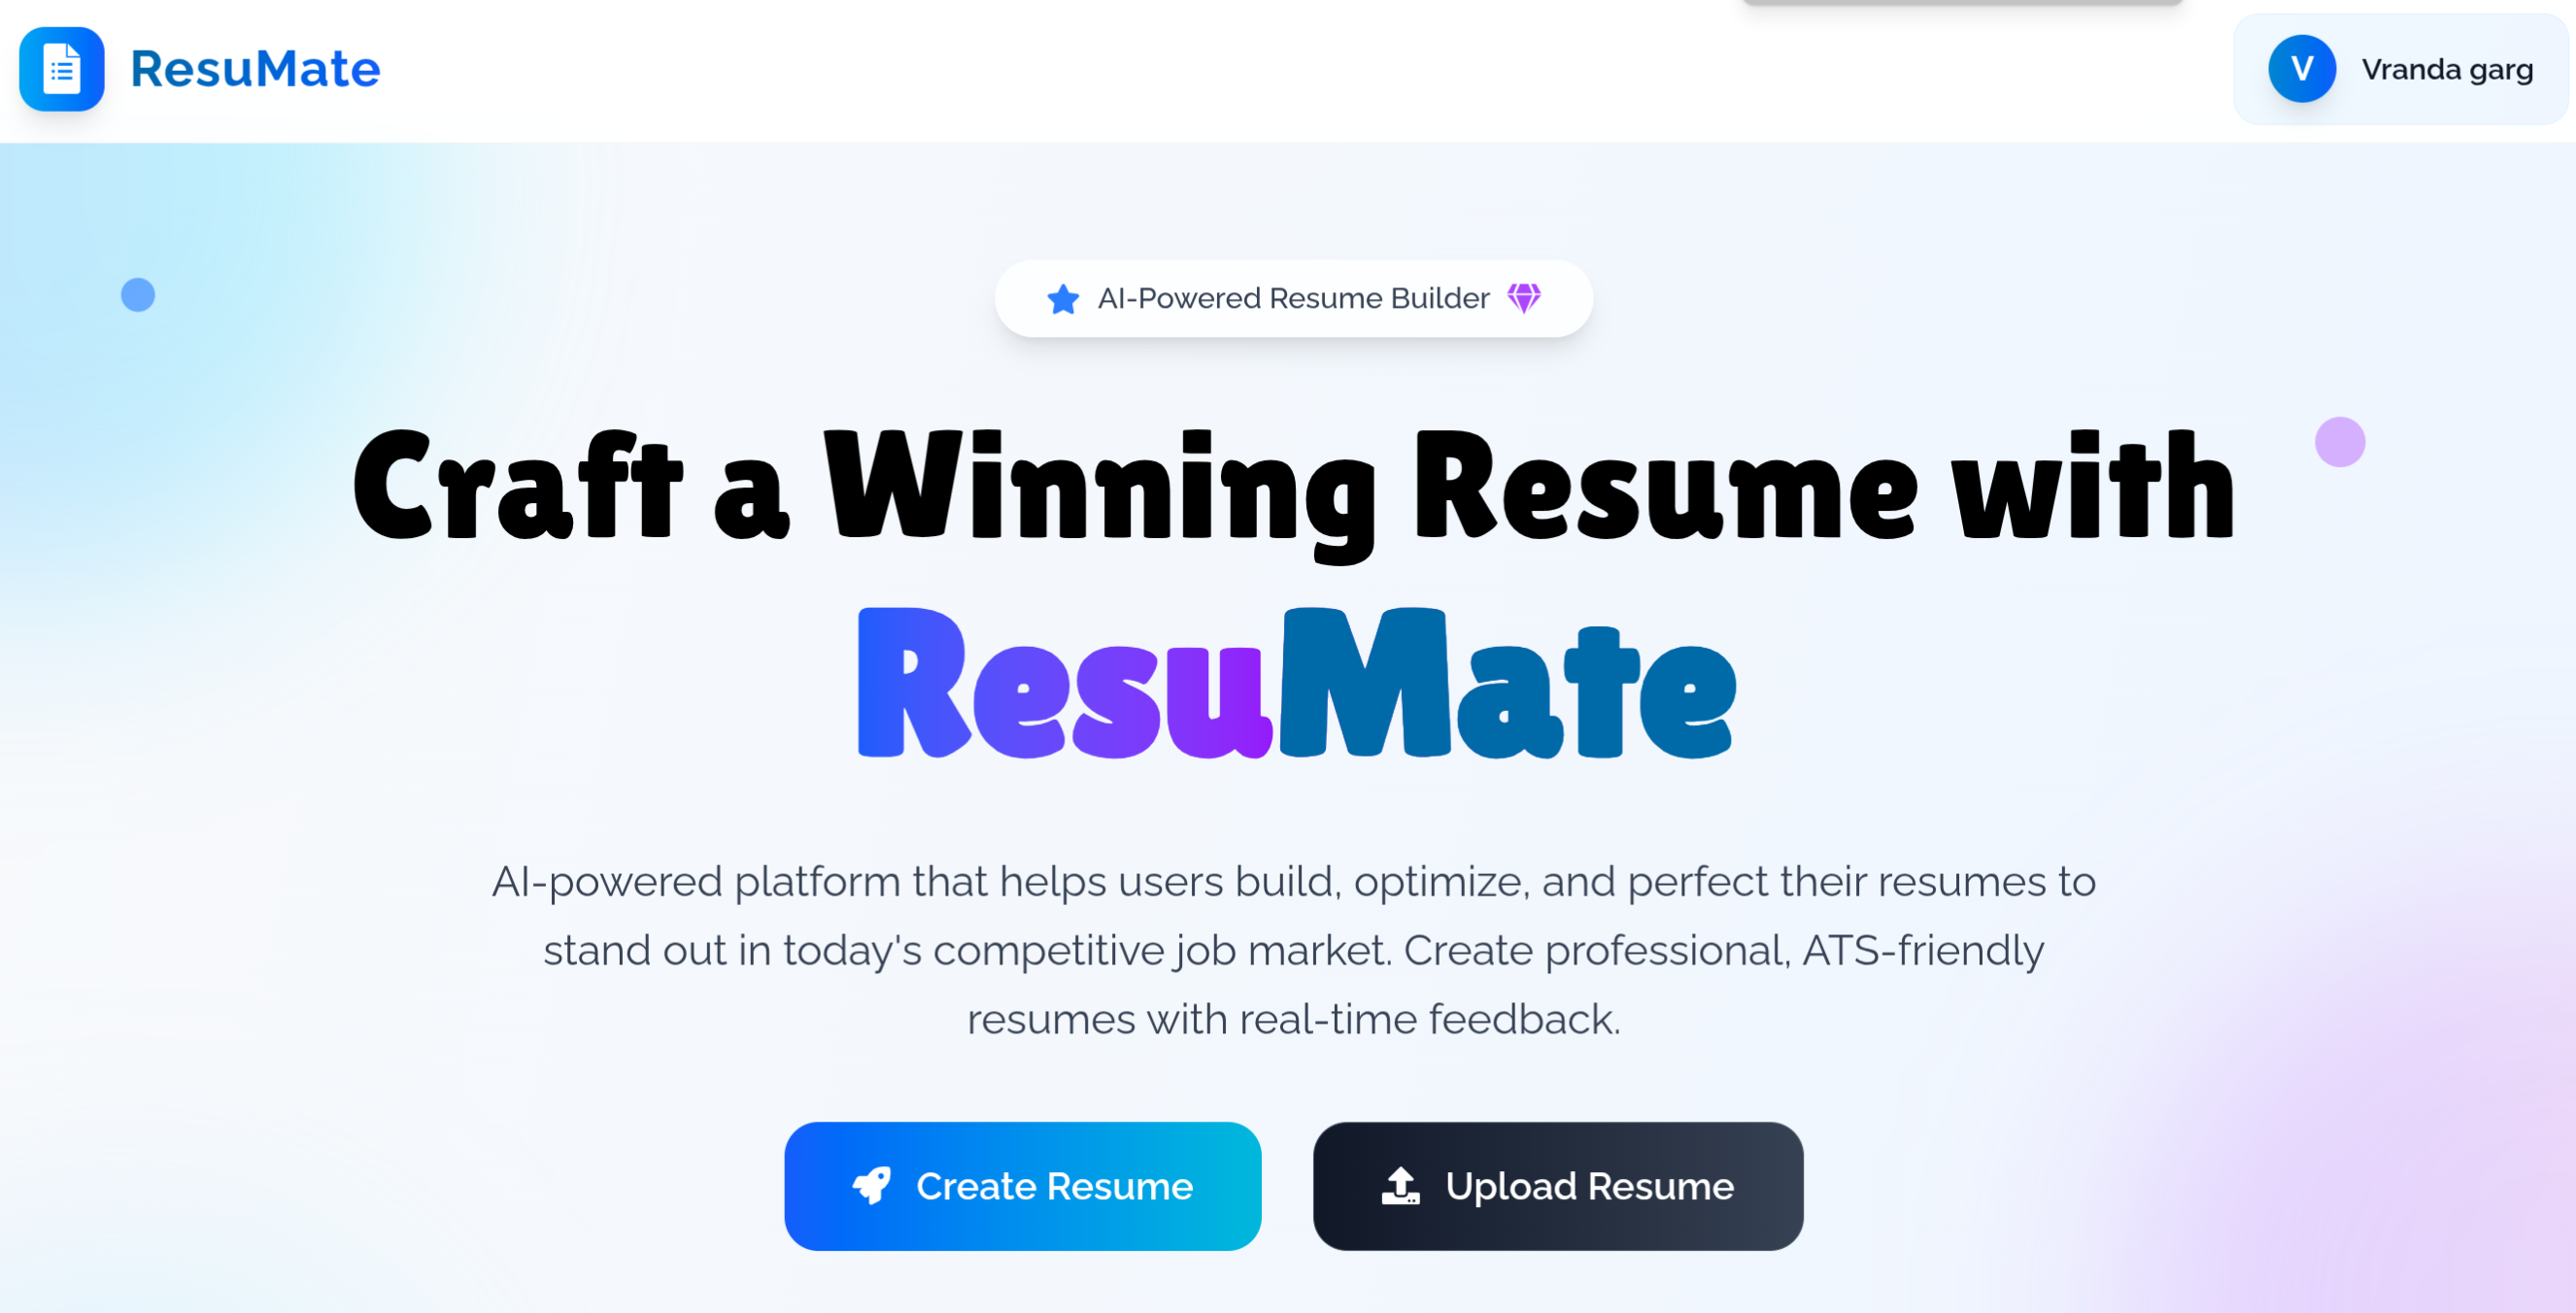 ResuMate
V Vranda garg
AI-Powered Resume Builder
Craft a Winning Resume with
ResuMate
AI-powered platform that helps users build, optimize, and perfect their resumes to
stand out in today's competitive job market. Create professional, ATS-friendly
resumes with real-time feedback.
Create Resume
Upload Resume